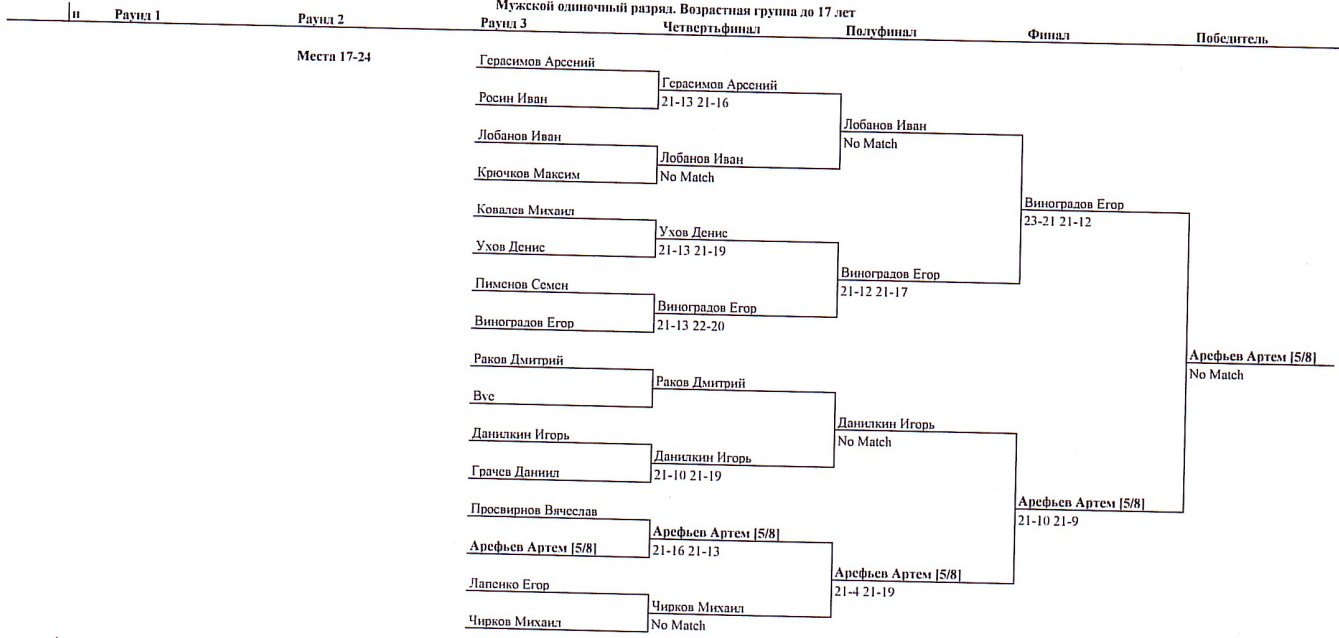 Мужской одиночный разряд. Возрастная группа до 17 лет
н Раунд 1 Раунд 2 Раунд 3 Четвертьфинал Полуфинал Финал Победитель
Места 17-24
Герасимов Арсений
Герасимов Арсений
Росин Иван
21-13 21-16
Лобанов Иван
No Match
Лобанов Иван
Лобанов Иван
Крючков Максим
No Match
Виноградов Егор
23-21 21-12
Ковалев Михаил
Ухов Денис
Ухов Денис
21-13 21-19
Виноградов Егор
21-12 21-17
Пименов Семен
Виноградов Егор
Виноградов Егор
21-13 22-20
Арефьев Артем [5/8]
No Match
Раков Дмитрий
Раков Дмитрий
Bye
Данилкин Игорь
No Match
Данилкин Игорь
Данилкин Игорь
Грачев Даниил
21-10 21-19
Арефьев Артем [5/8]
21-10 21-9
Просвирнов Вячеслав
Арефьев Артем [5/8]
Арефьев Артем [5/8]
21-16 21-13
Арефьев Артем [5/8]
21-4 21-19
Лапенко Егор
Чирков Михаил
Чирков Михаил
No Match